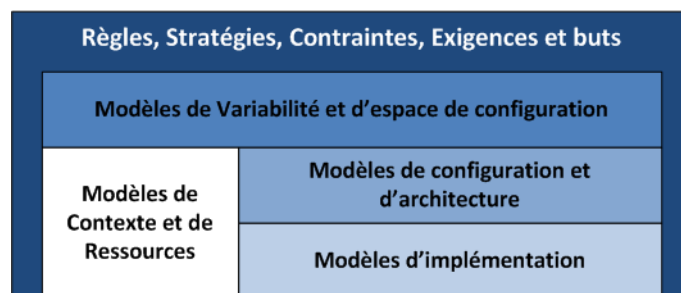 Règles, Stratégies, Contraintes, Exigences et buts
Modèles de Variabilité et d'espace de configuration
Modèles de
Contexte et de
Ressources
Modèles de configuration et
d'architecture
Modèles d'implémentation